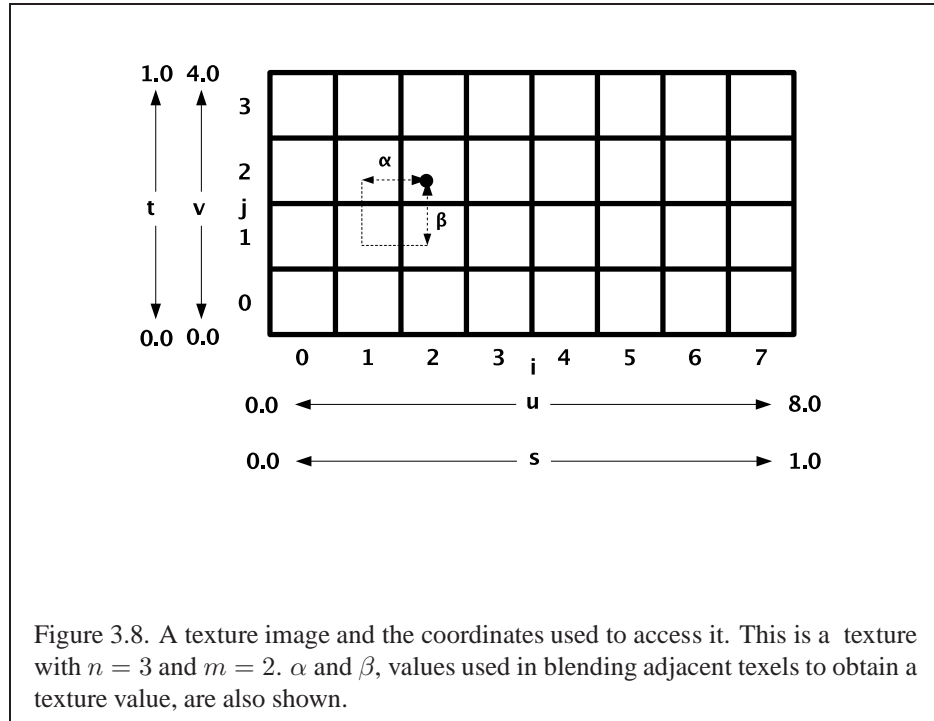 1.0 4.0
3
α
2
t v j
β
1
0
0.0 0.0
0 1 2 3 i 4 5 6 7
0.0 u 8.0
0.0 s 1.0
Figure 3.8. A texture image and the coordinates used to access it. This is a texture
with n = 3 and m = 2. α and β, values used in blending adjacent texels to obtain a
texture value, are also shown.